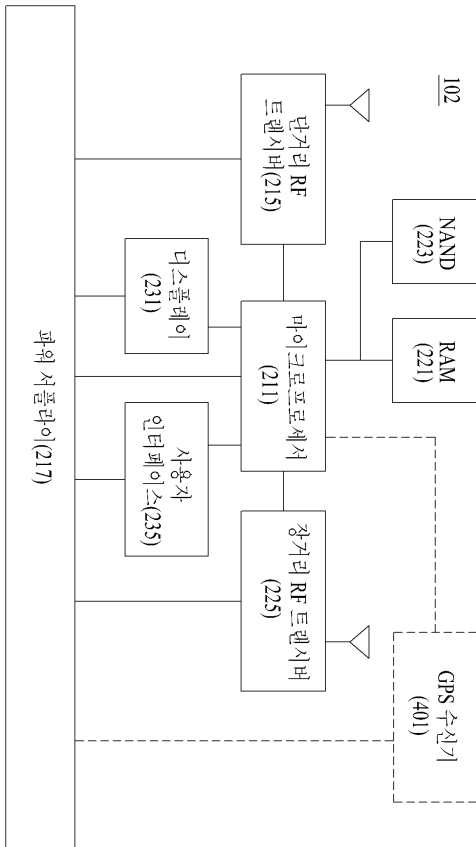 102
NAND
(223)
RAM
(221)
GPS 수신기
(401)
단거리 RF
트랜시버(215)
마이크로프로세서
(211)
장거리 RF 트랜시버
(225)
디스플레이
(231)
사용자
인터페이스(235)
파워 서플라이(217)